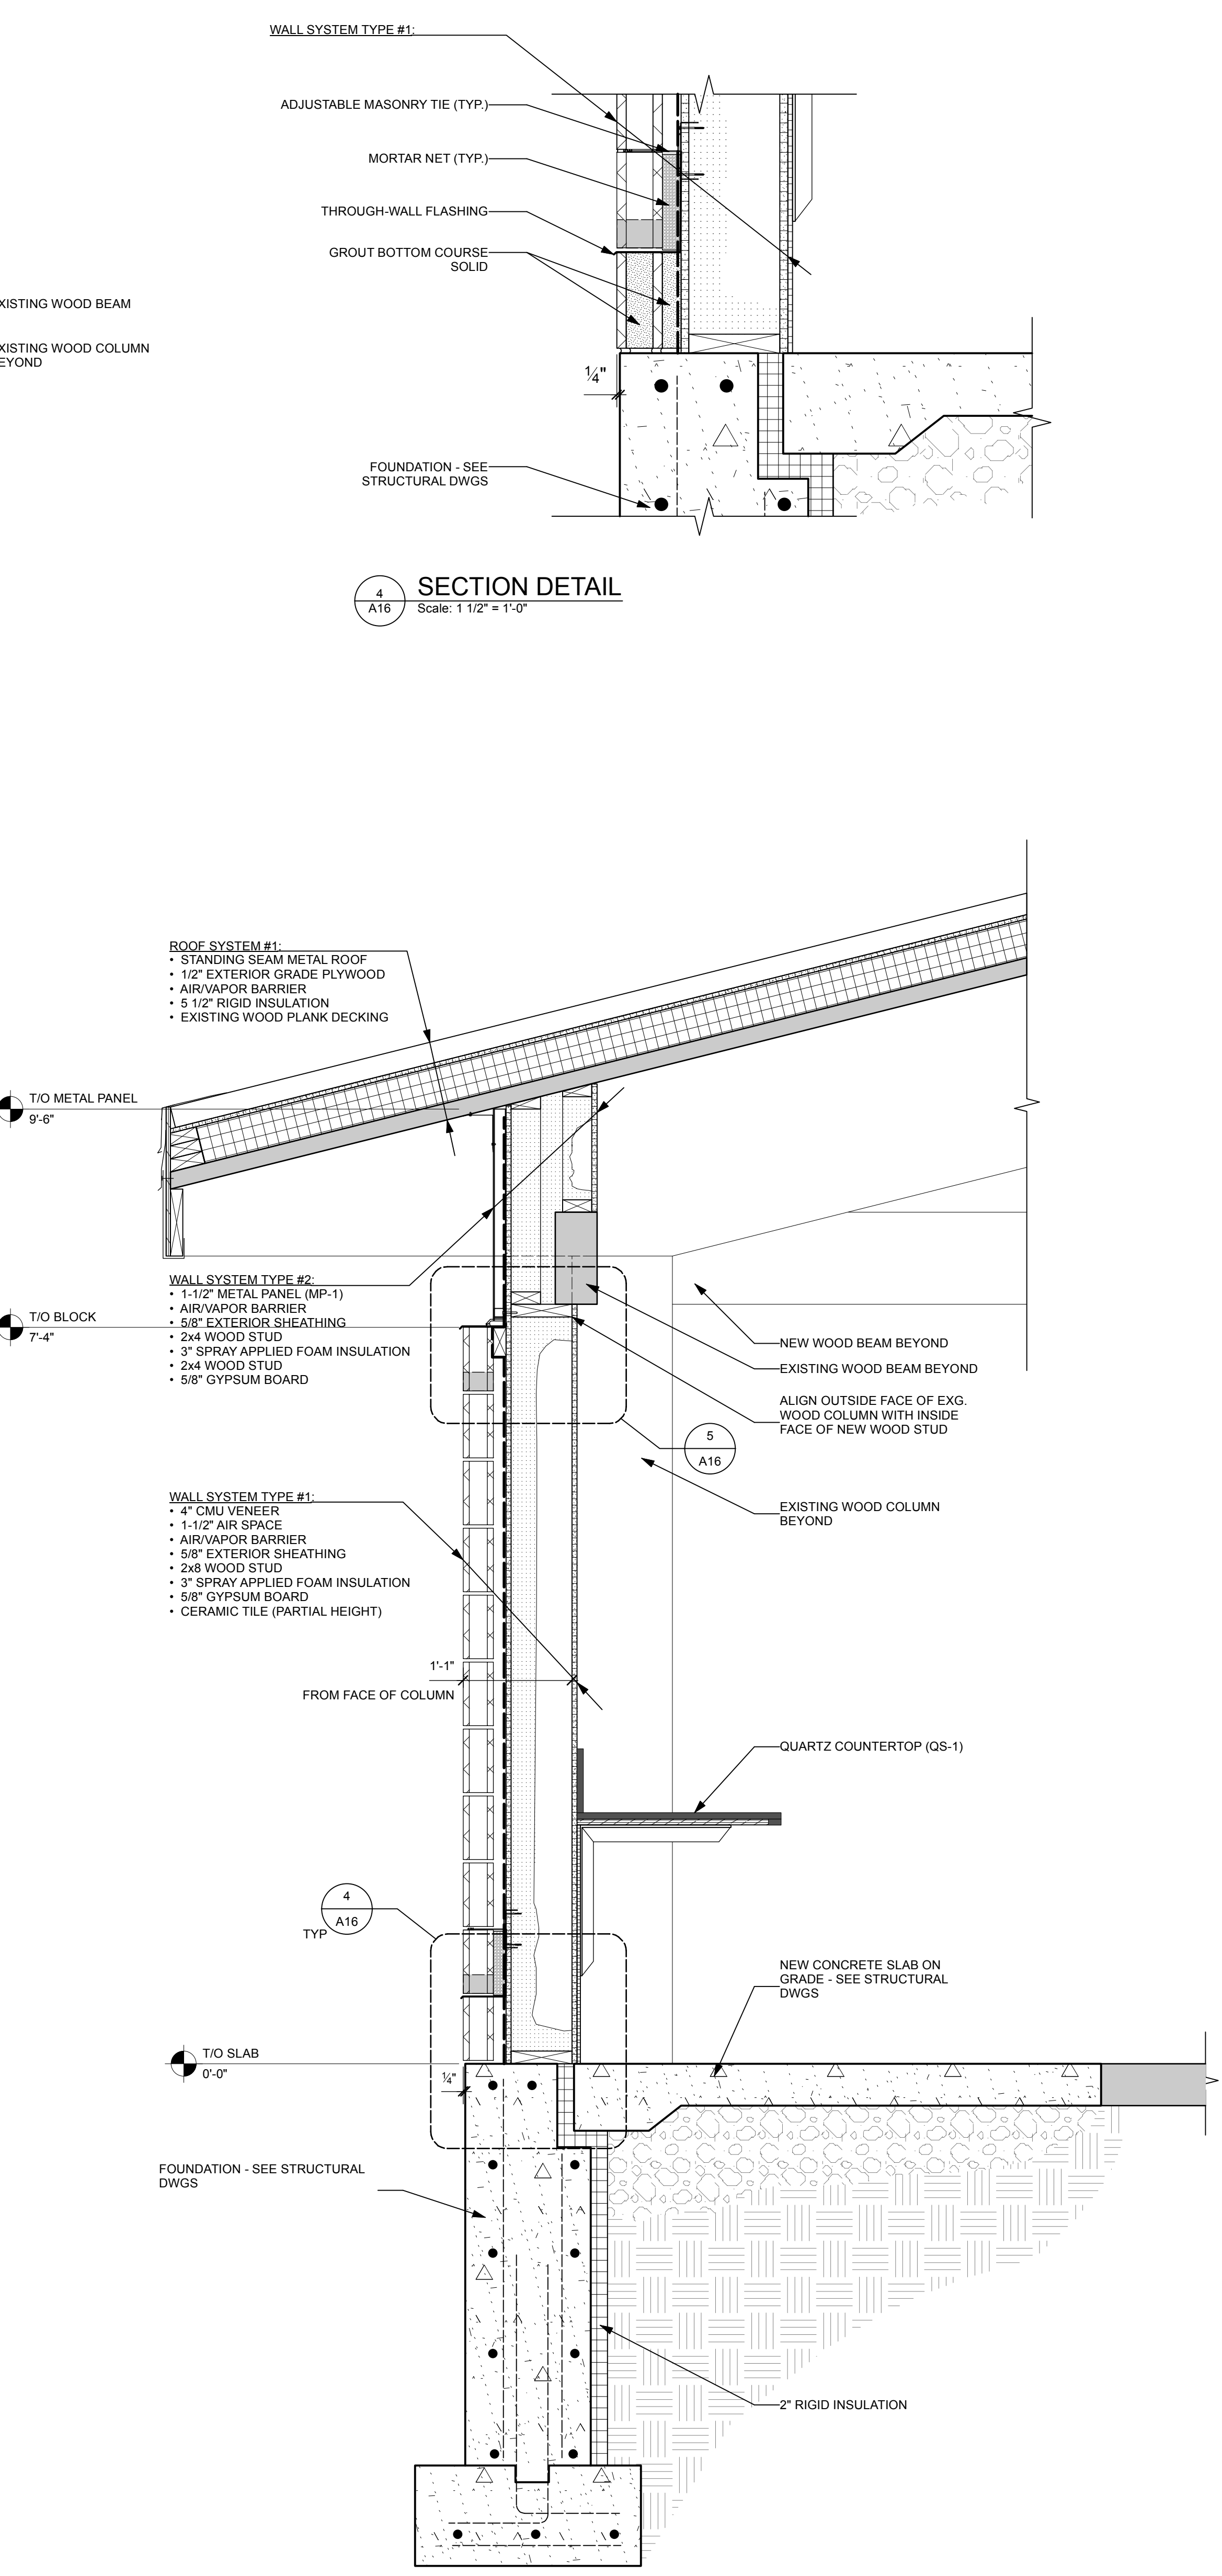 WALL SYSTEM TYPE #1:
ADJUSTABLE MASONRY TIE (TYP.)
MORTAR NET (TYP.)
THROUGH-WALL FLASHING
GROUT BOTTOM COURSE
SOLID
XISTING WOOD BEAM
XISTING WOOD COLUMN
EYOND
1/4"
FOUNDATION - SEE
STRUCTURAL DWGS
4
A16
SECTION DETAIL
Scale: 1 1/2" = 1'-0"
ROOF SYSTEM #1:
• STANDING SEAM METAL ROOF
• 1/2" EXTERIOR GRADE PLYWOOD
• AIR/VAPOR BARRIER
• 5 1/2" RIGID INSULATION
• EXISTING WOOD PLANK DECKING
T/O METAL PANEL
9'-6"
WALL SYSTEM TYPE #2:
• 1-1/2" METAL PANEL (MP-1)
• AIR/VAPOR BARRIER
• 5/8" EXTERIOR SHEATHING
• 2x4 WOOD STUD
• 3" SPRAY APPLIED FOAM INSULATION
• 2x4 WOOD STUD
• 5/8" GYPSUM BOARD
T/O BLOCK
7'-4"
NEW WOOD BEAM BEYOND
EXISTING WOOD BEAM BEYOND
ALIGN OUTSIDE FACE OF EXG.
WOOD COLUMN WITH INSIDE
FACE OF NEW WOOD STUD
5
A16
EXISTING WOOD COLUMN
BEYOND
WALL SYSTEM TYPE #1:
• 4" CMU VENEER
• 1-1/2" AIR SPACE
• AIR/VAPOR BARRIER
• 5/8" EXTERIOR SHEATHING
• 2x8 WOOD STUD
• 3" SPRAY APPLIED FOAM INSULATION
• 5/8" GYPSUM BOARD
• CERAMIC TILE (PARTIAL HEIGHT)
1'-1"
FROM FACE OF COLUMN
QUARTZ COUNTERTOP (QS-1)
4
A16
TYP
NEW CONCRETE SLAB ON
GRADE - SEE STRUCTURAL
DWGS
T/O SLAB
0'-0"
1/4"
FOUNDATION - SEE STRUCTURAL
DWGS
2" RIGID INSULATION